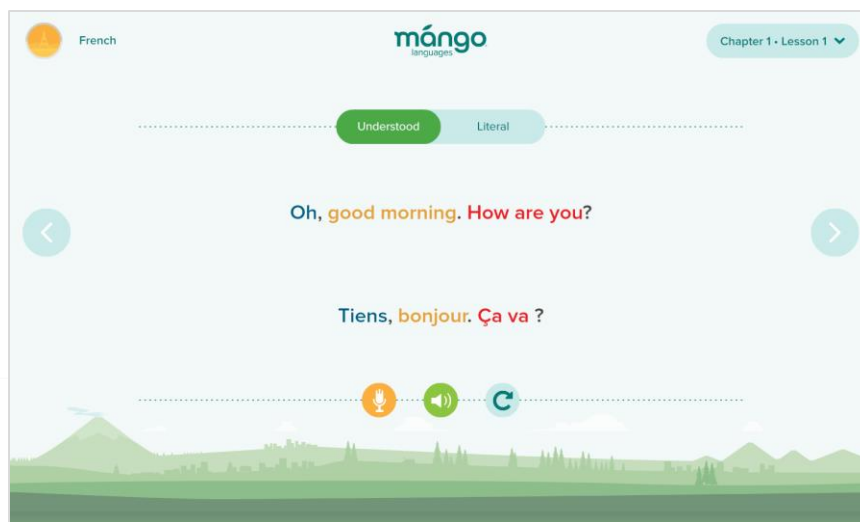 French
mángo
languages
Chapter 1 • Lesson 1
Understood
Literal
Oh, good morning. How are you?
Tiens, bonjour. Ça va ?